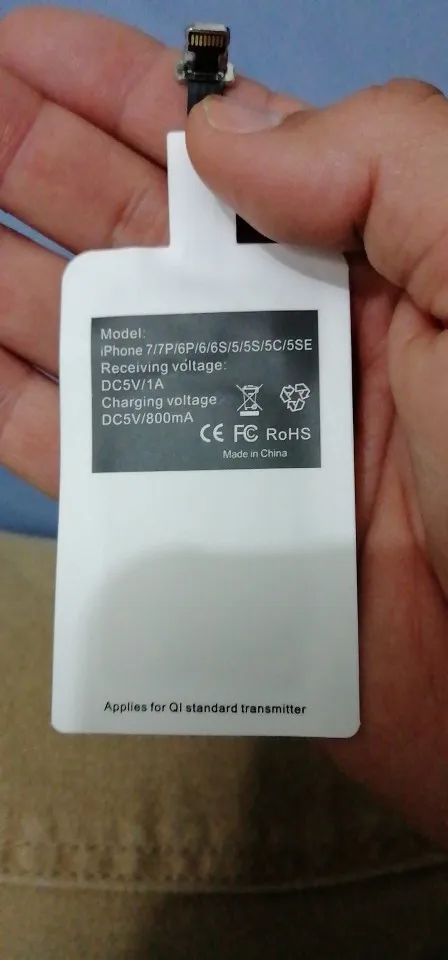 Model:
iPhone 7/7P/6P/6/6S/5/5S/5C/5SE
Receiving voltage:
DC5V/1A
Charging voltage
DC5V/800mA
CE FC RoHS
Made in China
Applies for QI standard transmitter